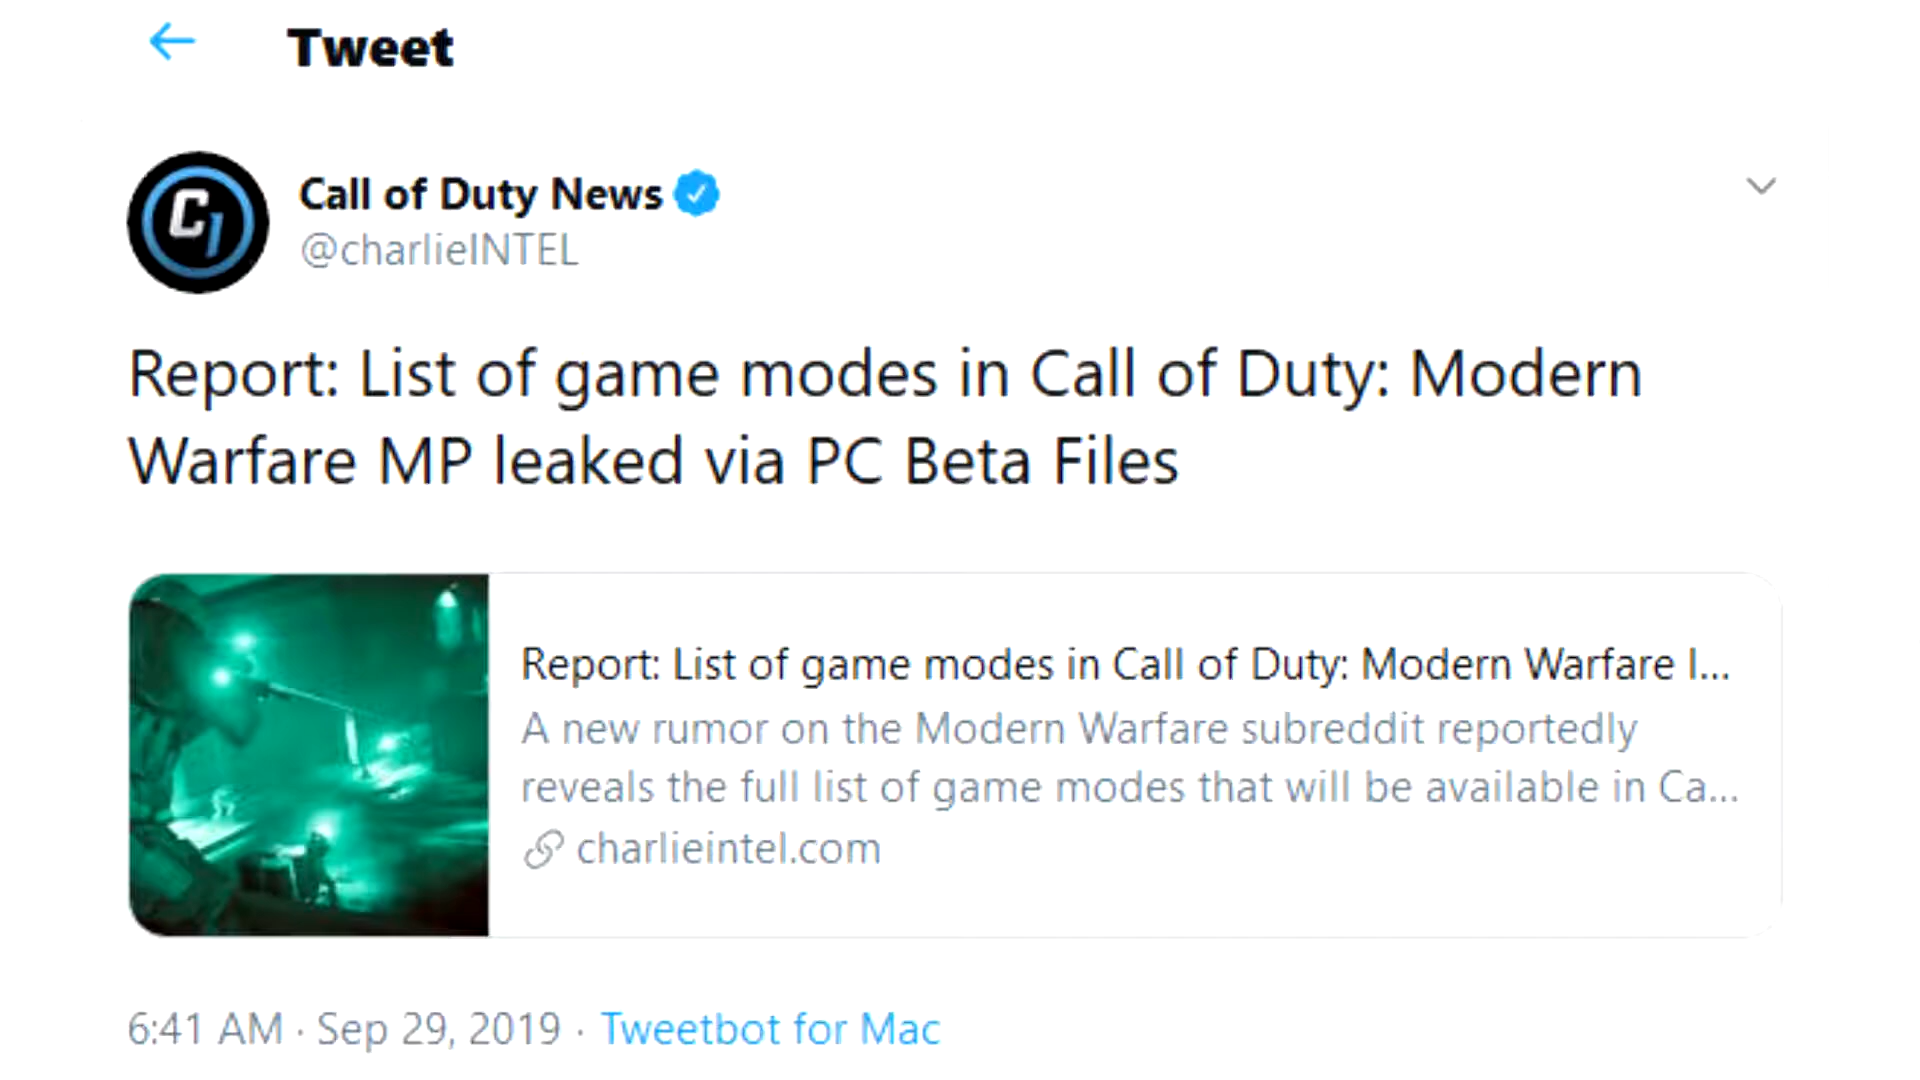 Tweet
C1
Call of Duty News
@charlieINTEL
Report: List of game modes in Call of Duty: Modern
Warfare MP leaked via PC Beta Files
Report: List of game modes in Call of Duty: Modern Warfare l...
A new rumor on the Modern Warfare subreddit reportedly
reveals the full list of game modes that will be available in Ca...
charlieintel.com
6:41 AM · Sep 29, 2019 · Tweetbot for Mac